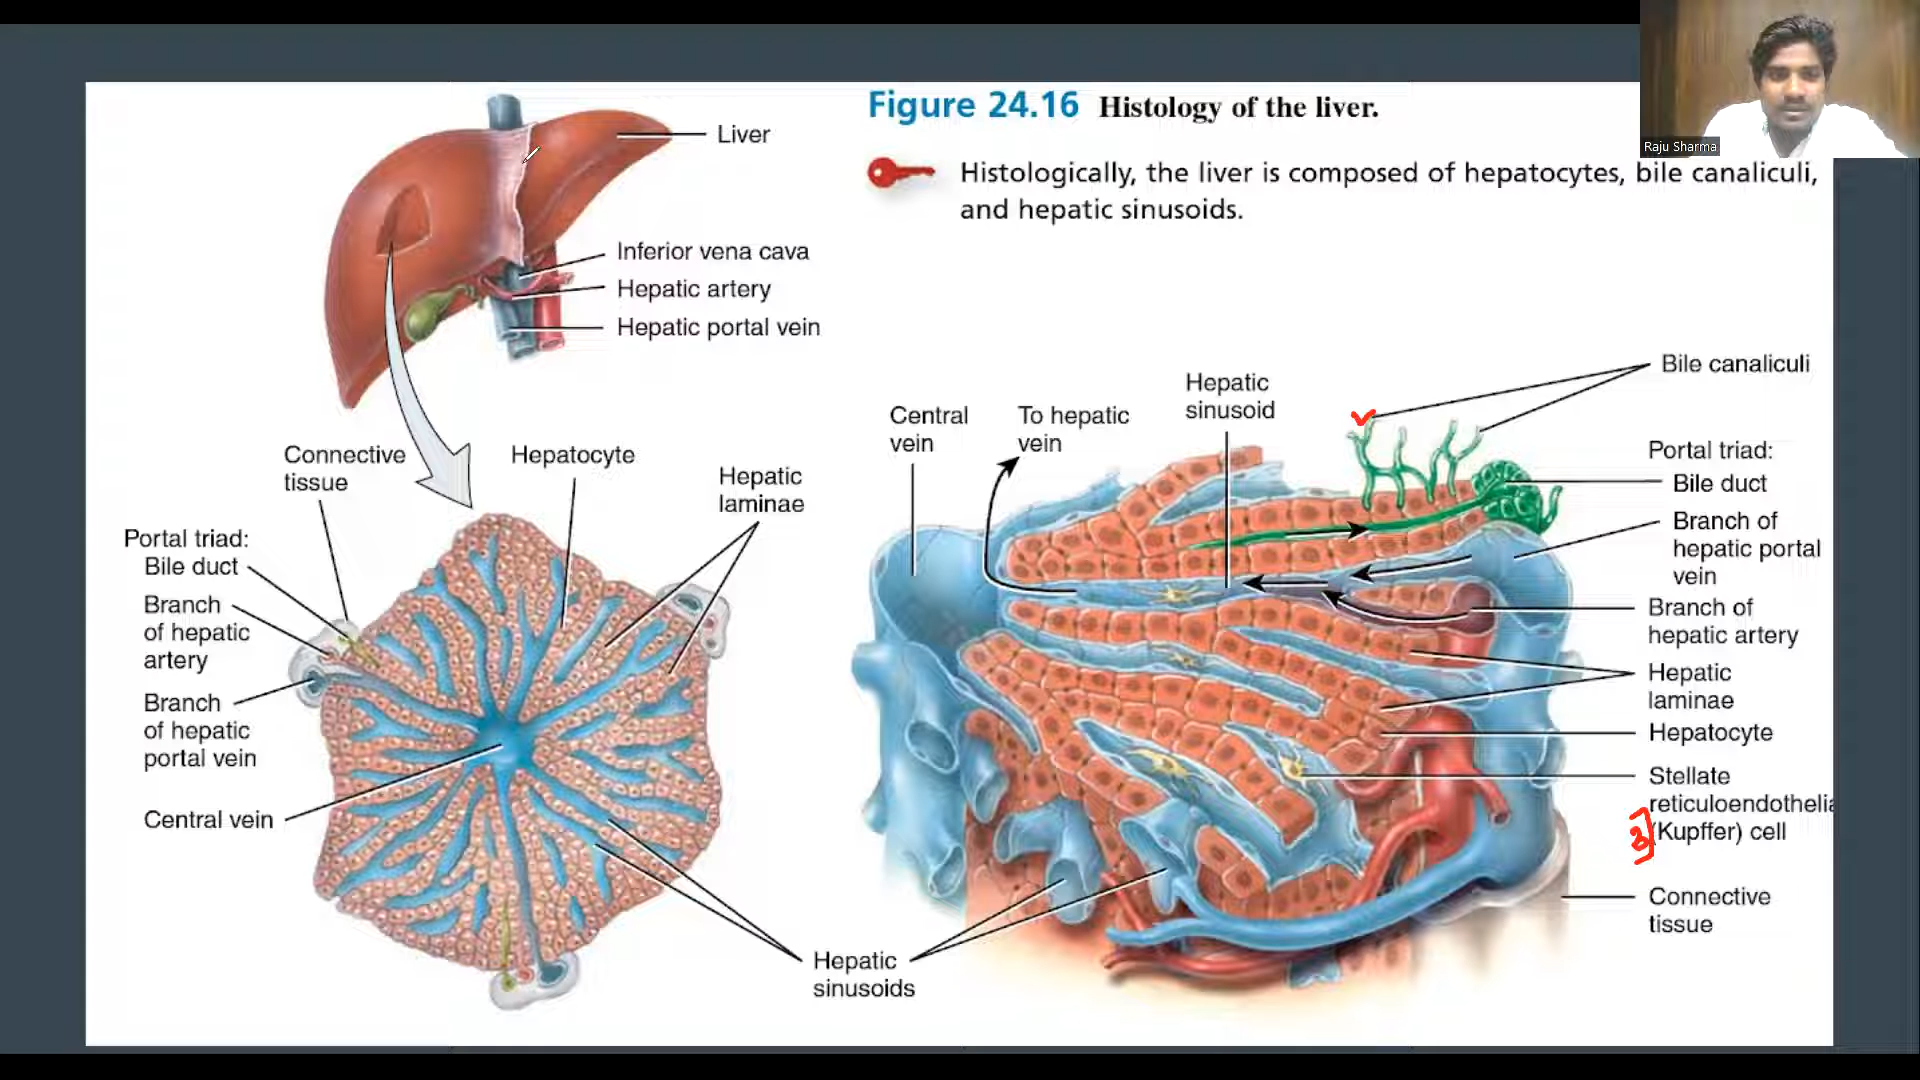 Raju Sharma
Figure 24.16 Histology of the liver.
Histologically, the liver is composed of hepatocytes, bile canaliculi,
and hepatic sinusoids.
Liver
Inferior vena cava
Hepatic artery
Hepatic portal vein
Connective
tissue
Hepatocyte
Hepatic
laminae
Portal triad:
Bile duct
Branch
of hepatic
artery
Branch
of hepatic
portal vein
Central vein
Hepatic
sinusoids
Central
vein
To hepatic
vein
Hepatic
sinusoid
Bile canaliculi
Portal triad:
Bile duct
Branch of
hepatic portal
vein
Branch of
hepatic artery
Hepatic
laminae
Hepatocyte
Stellate
reticuloendothelia
(Kupffer) cell
Connective
tissue